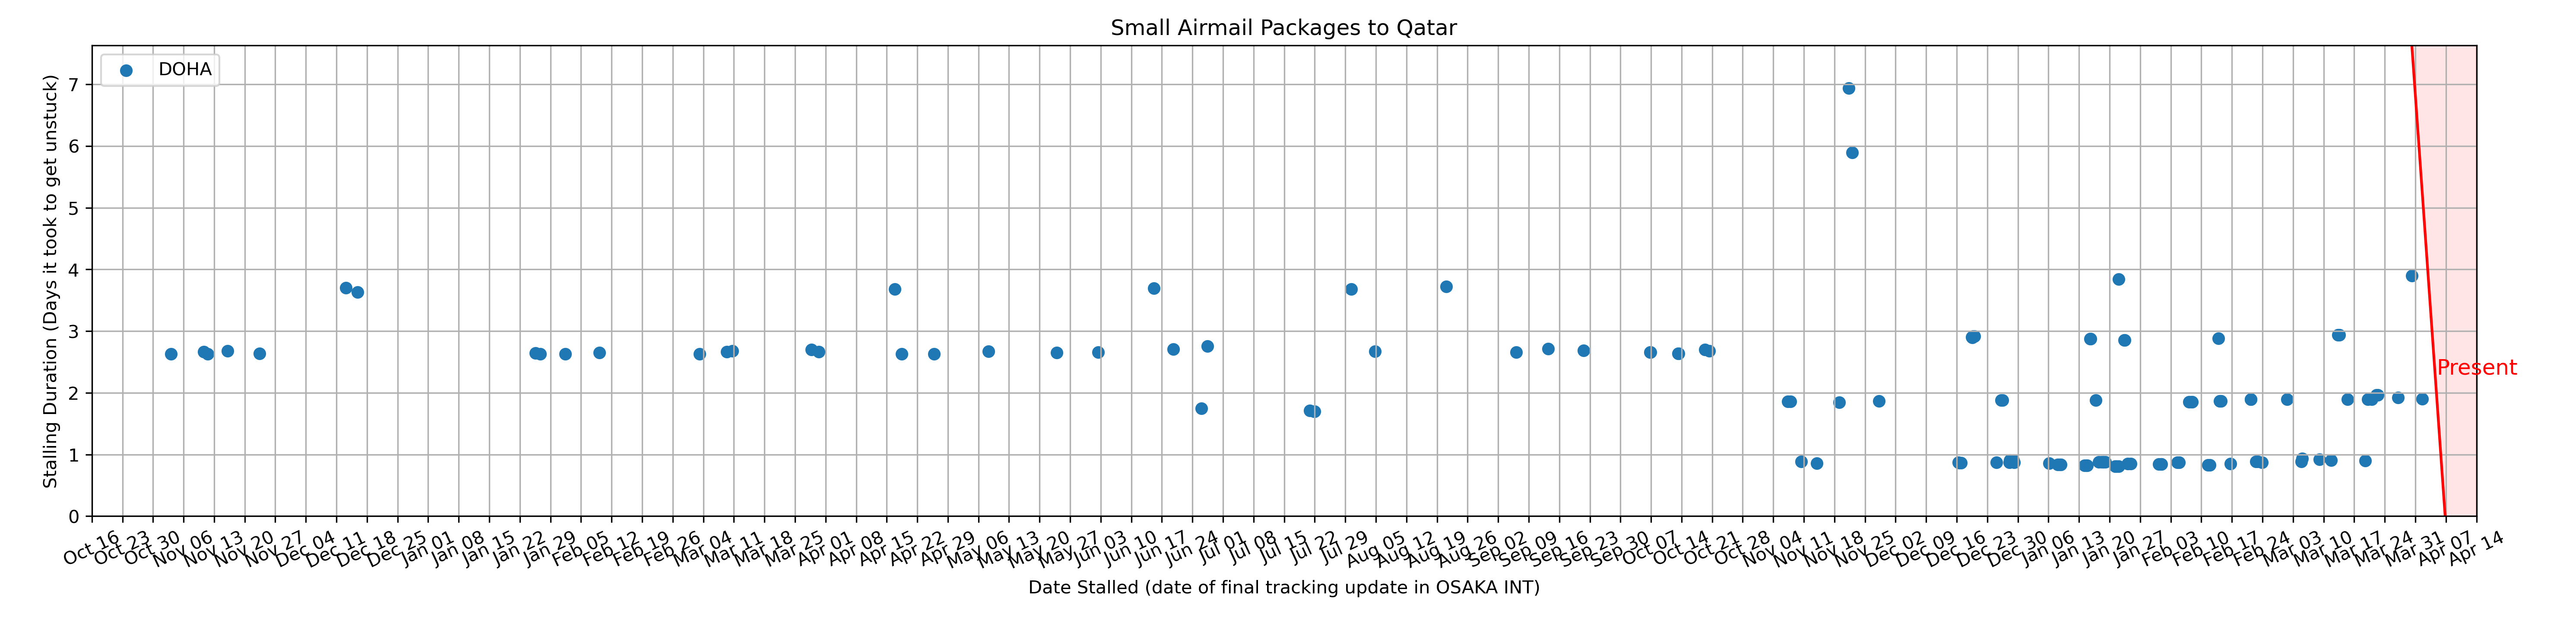 Small Airmail Packages to Qatar
DOHA
Stalling Duration (Days it took to get unstuck)
7
6
5
4
3
2
1
0
Present
Oct 16
Oct 23
Oct 30
Nov 06
Nov 13
Nov 20
Nov 27
Dec 04
Dec 11
Dec 18
Dec 25
Jan 01
Jan 08
Jan 15
Jan 22
Jan 29
Feb 05
Feb 12
Feb 19
Feb 26
Mar 04
Mar 11
Mar 18
Mar 25
Apr 01
Apr 08
Apr 15
Apr 22
Apr 29
May 06
May 13
May 20
May 27
Jun 03
Jun 10
Jun 17
Jun 24
Jul 01
Jul 08
Jul 15
Jul 22
Jul 29
Aug 05
Aug 12
Aug 19
Aug 26
Sep 02
Sep 09
Sep 16
Sep 23
Sep 30
Oct 07
Oct 14
Oct 21
Oct 28
Nov 04
Nov 11
Nov 18
Nov 25
Dec 02
Dec 09
Dec 16
Dec 23
Dec 30
Jan 06
Jan 13
Jan 20
Jan 27
Feb 03
Feb 10
Feb 17
Feb 24
Mar 03
Mar 10
Mar 17
Mar 24
Mar 31
Apr 07
Apr 14
Date Stalled (date of final tracking update in OSAKA INT)